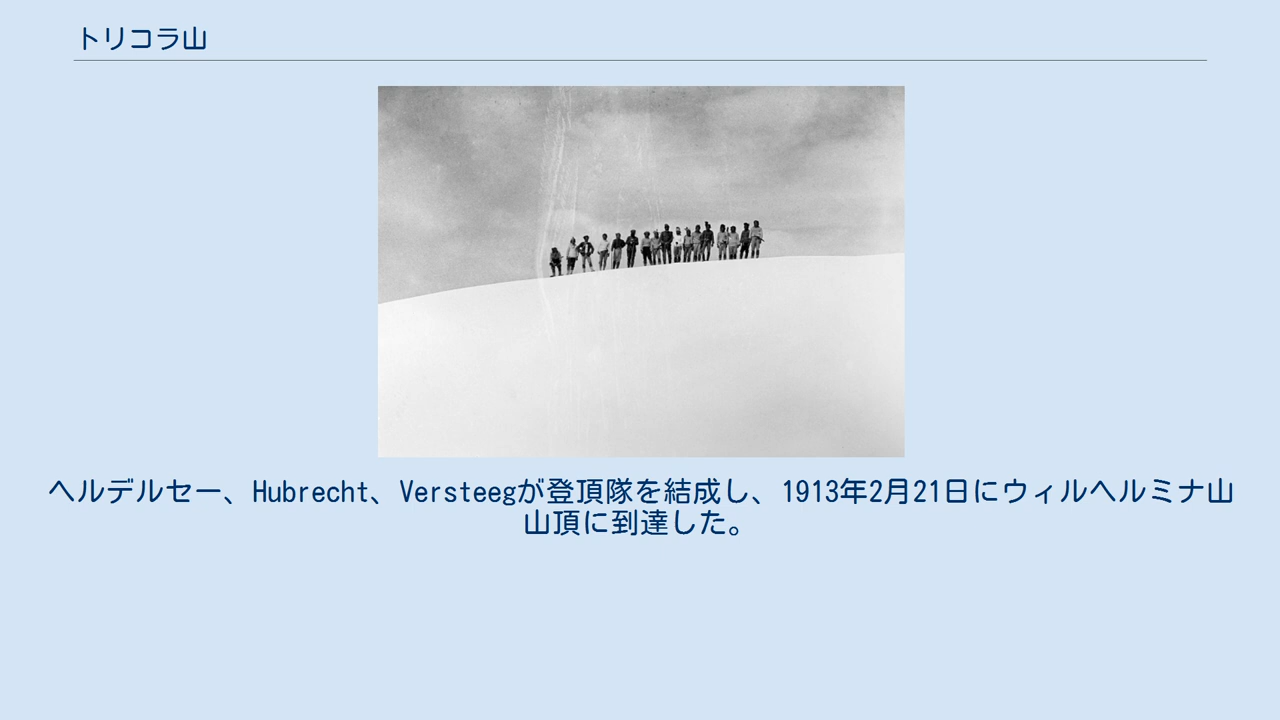 トリコラ山
ヘルデルセー、Hubrecht、Versteegが登頂隊を結成し、1913年2月21日にウィルヘルミナ山
山頂に到達した。